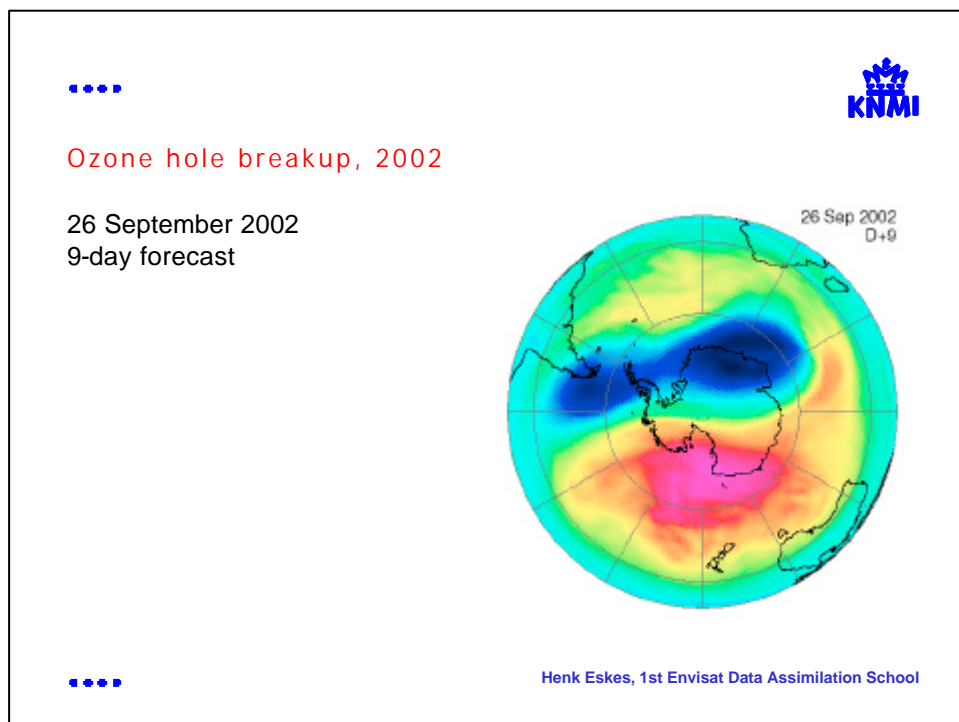 KNMI
Ozone hole breakup, 2002
26 September 2002
9-day forecast
26 Sep 2002
D+9
Henk Eskes, 1st Envisat Data Assimilation School